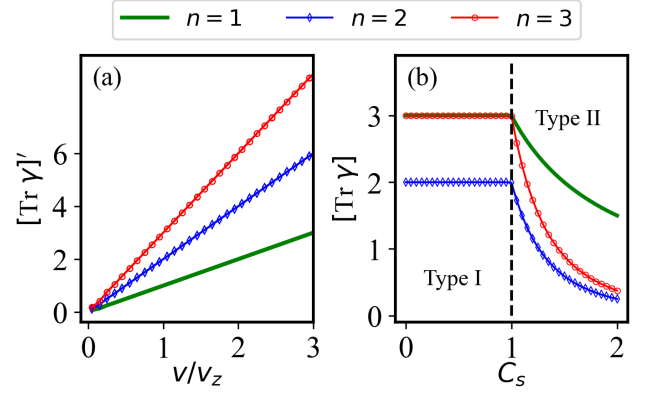 n = 1 n = 2 n = 3
(a)
[Tr γ]′
6
4
2
0
0 1 2 3
v/v_z
(b)
[Tr γ]
3
2
1
0
Type II
Type I
0 1 2
C_s